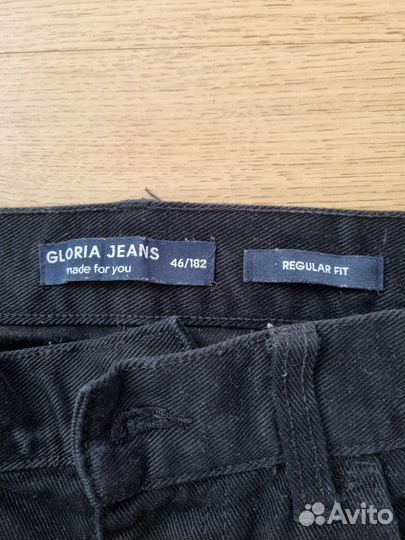 GLORIA JEANS
made for you
46/182
REGULAR FIT
Avito